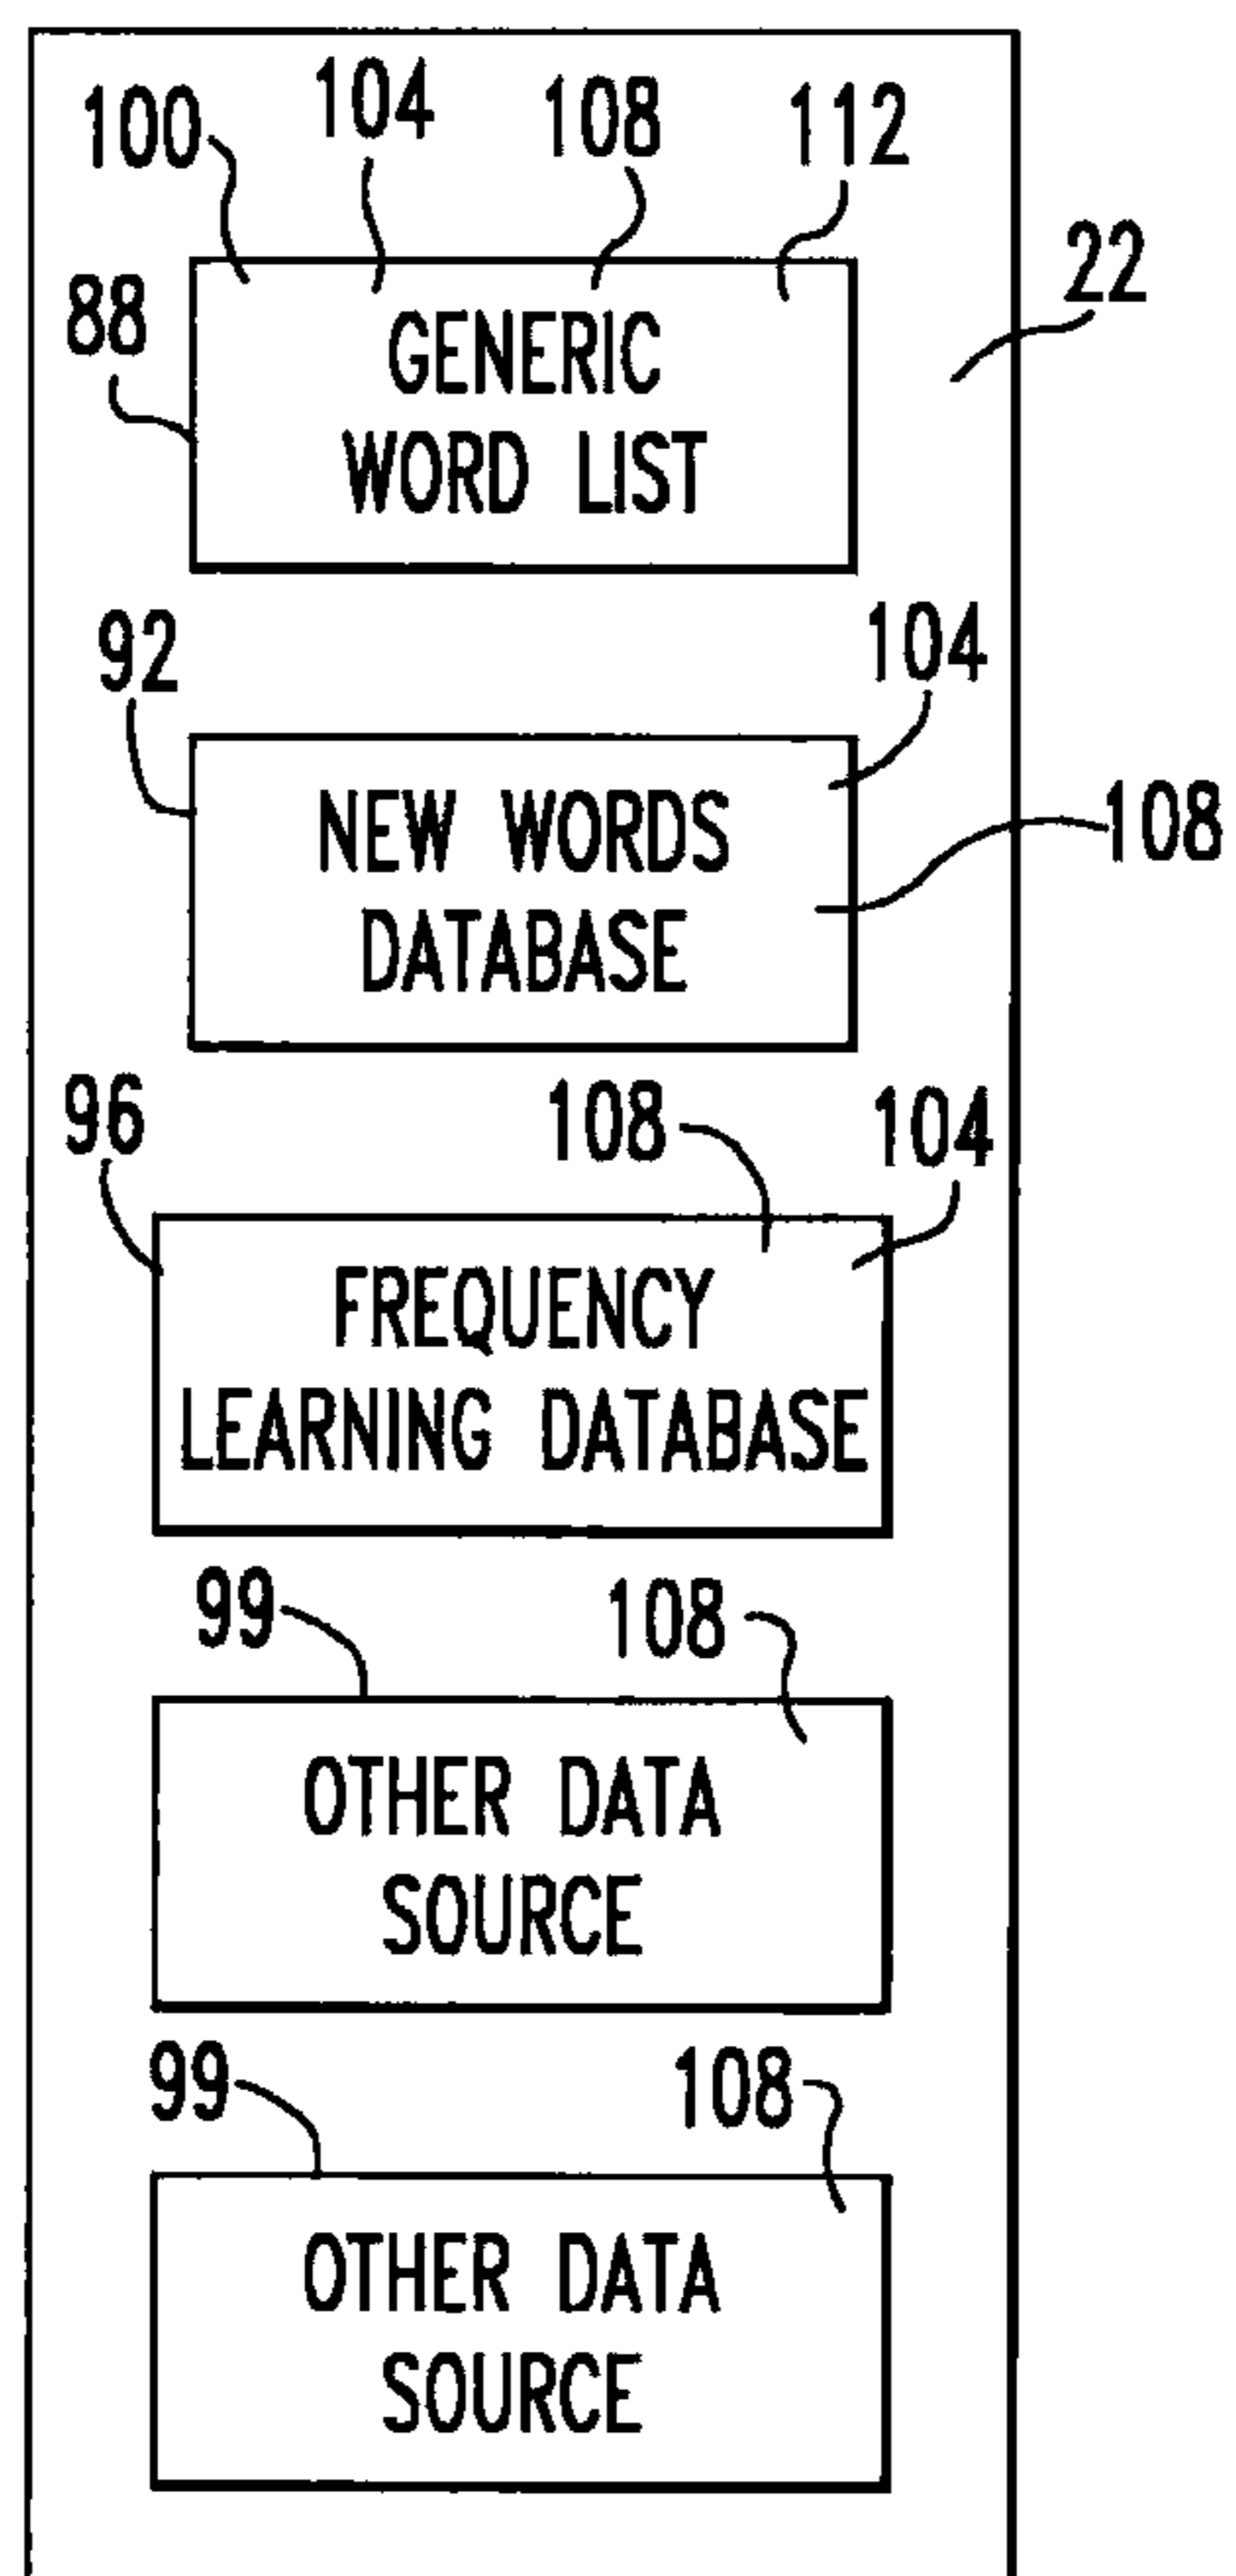 100 104 108 112
22
88
GENERIC
WORD LIST
92
104
NEW WORDS
108
DATABASE
96
108
104
FREQUENCY
LEARNING DATABASE
99
108
OTHER DATA
SOURCE
99
108
OTHER DATA
SOURCE